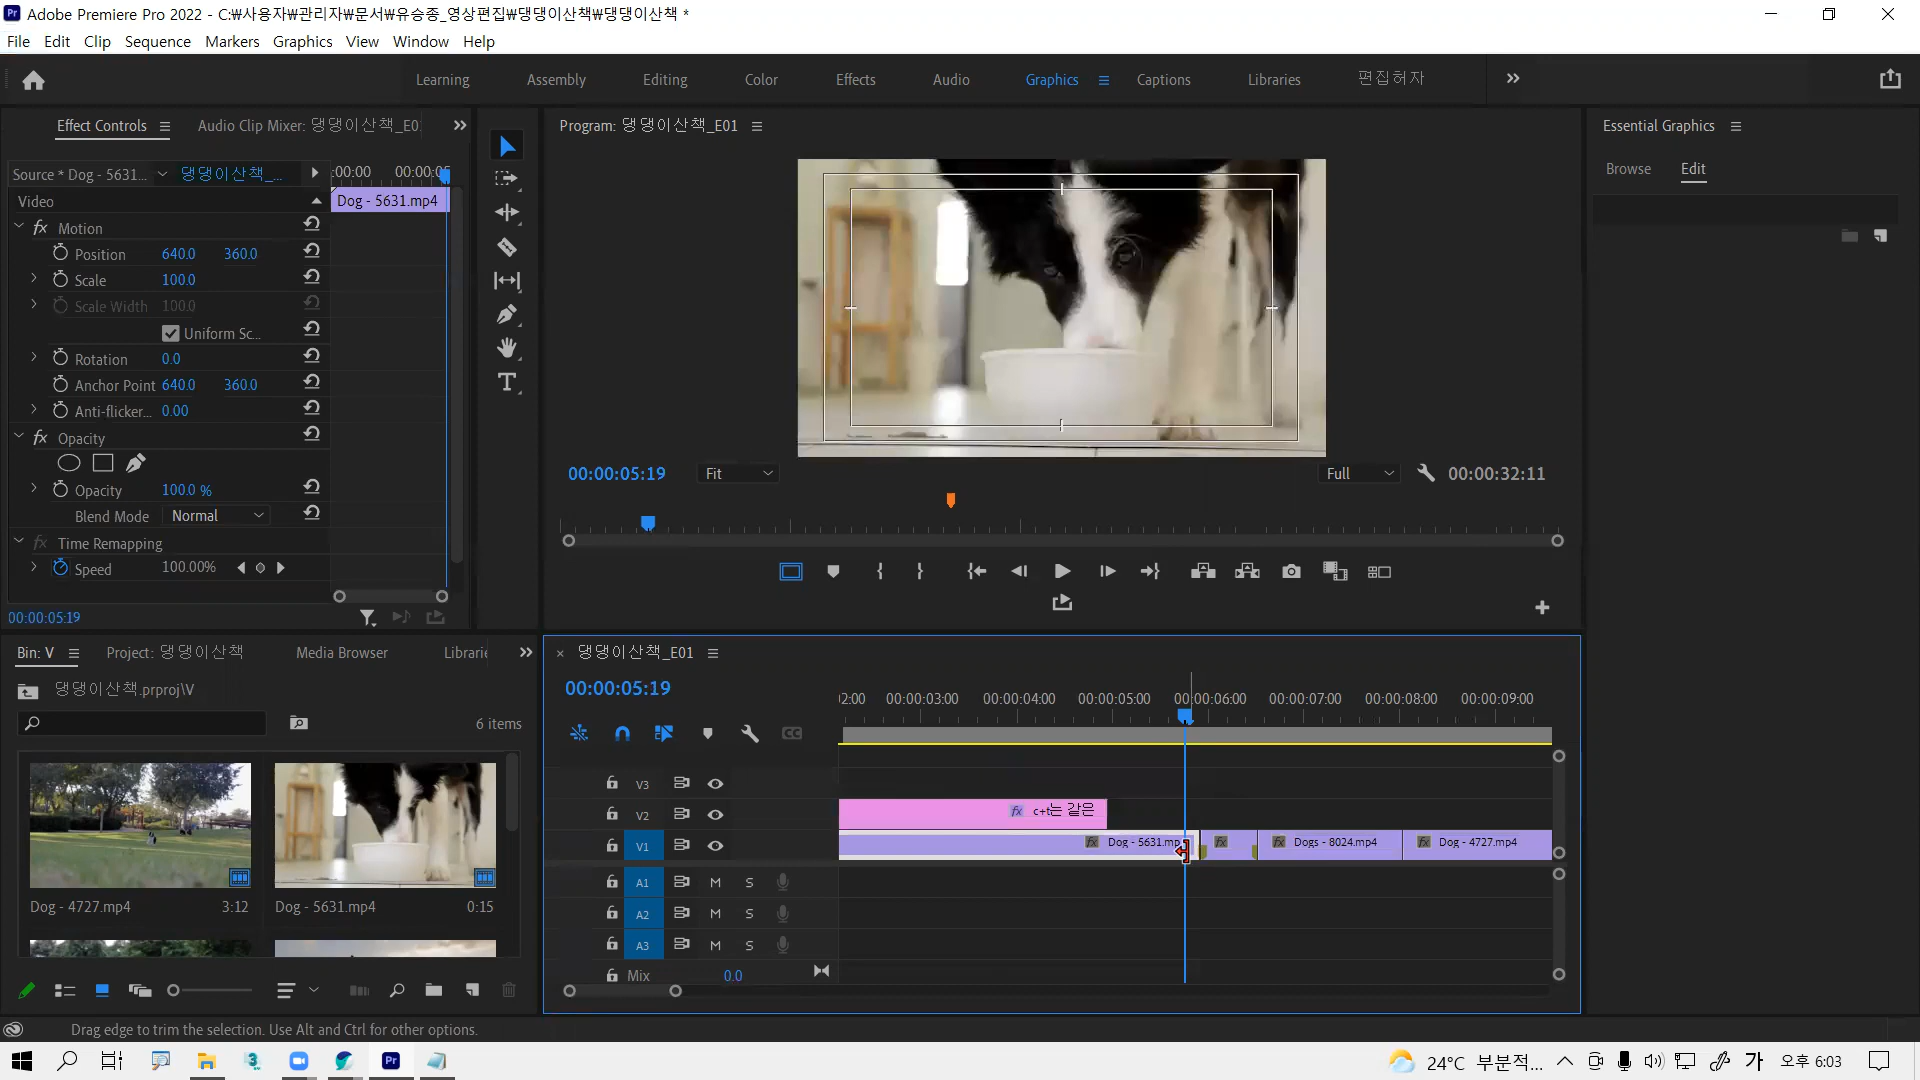 Adobe Premiere Pro 2022 - C:₩사용자₩관리자₩문서₩유승종_영상편집₩댕댕이산책₩댕댕이산책 *
File Edit Clip Sequence Markers Graphics View Window Help
Learning Assembly Editing Color Effects Audio Graphics Captions Libraries 편집허자
Effect Controls Audio Clip Mixer: 댕댕이산책_E0
Program: 댕댕이산책_E01
Essential Graphics
Browse Edit
Source * Dog - 5631... 댕댕이산책_...
:00:00 00:00:05
Video
Dog - 5631.mp4
fx Motion
Position 640.0 360.0
Scale 100.0
Scale Width 100.0
Uniform Sc...
Rotation 0.0
Anchor Point 640.0 360.0
Anti-flicker... 0.00
fx Opacity
Opacity 100.0 %
Blend Mode Normal
fx Time Remapping
Speed 100.00%
00:00:05:19
00:00:05:19 Fit Full 00:00:32:11
Bin: V Project: 댕댕이산책 Media Browser Librarie
댕댕이산책.prproj₩V
6 items
Dog - 4727.mp4 3:12
Dog - 5631.mp4 0:15
댕댕이산책_E01
00:00:05:19
02:00 00:00:03:00 00:00:04:00 00:00:05:00 00:00:06:00 00:00:07:00 00:00:08:00 00:00:09:00
CC
V3
V2 fx c+t는 같은
V1 fx Dog - 5631.mp fx fx Dogs - 8024.mp4 fx Dog - 4727.mp4
A1 M S
A2 M S
A3 M S
Mix 0.0
Drag edge to trim the selection. Use Alt and Ctrl for other options.
Pr
24°C 부분적... 가 오후 6:03